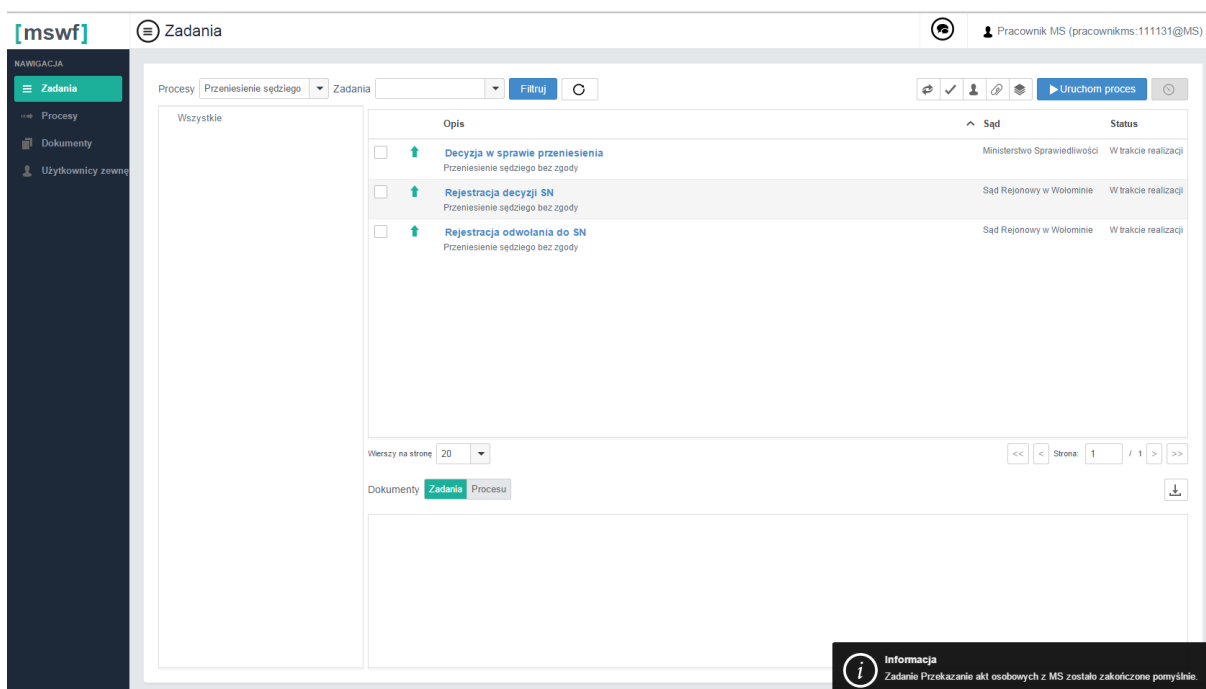 [mswf]
Zadania
Pracownik MS (pracownikms:111131@MS)
NAWIGACJA
Zadania
Procesy
Dokumenty
Użytkownicy zewnę
Procesy Przeniesienie sędziego Zadania Filtruj
Uruchom proces
Wszystkie
Opis Sąd Status
Decyzja w sprawie przeniesienia Ministerstwo Sprawiedliwości W trakcie realizacji
Przeniesienie sędziego bez zgody
Rejestracja decyzji SN Sąd Rejonowy w Wołominie W trakcie realizacji
Przeniesienie sędziego bez zgody
Rejestracja odwołania do SN Sąd Rejonowy w Wołominie W trakcie realizacji
Przeniesienie sędziego bez zgody
Wierszy na stronę 20 << < Strona: 1 / 1 > >>
Dokumenty Zadania Procesu
Informacja
Zadanie Przekazanie akt osobowych z MS zostało zakończone pomyślnie.